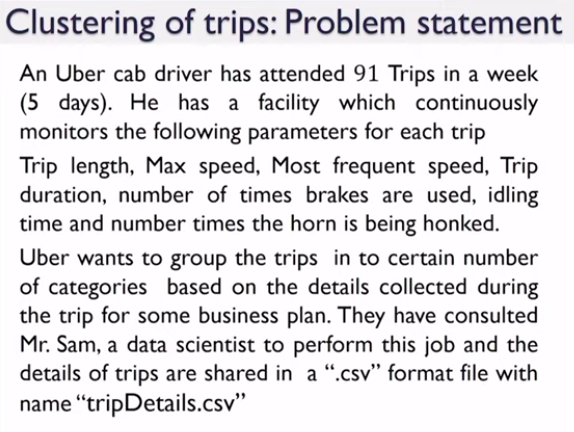 Clustering of trips: Problem statement
An Uber cab driver has attended 91 Trips in a week
(5 days). He has a facility which continuously
monitors the following parameters for each trip
Trip length, Max speed, Most frequent speed, Trip
duration, number of times brakes are used, idling
time and number times the horn is being honked.
Uber wants to group the trips in to certain number
of categories based on the details collected during
the trip for some business plan. They have consulted
Mr. Sam, a data scientist to perform this job and the
details of trips are shared in a “.csv” format file with
name “tripDetails.csv”